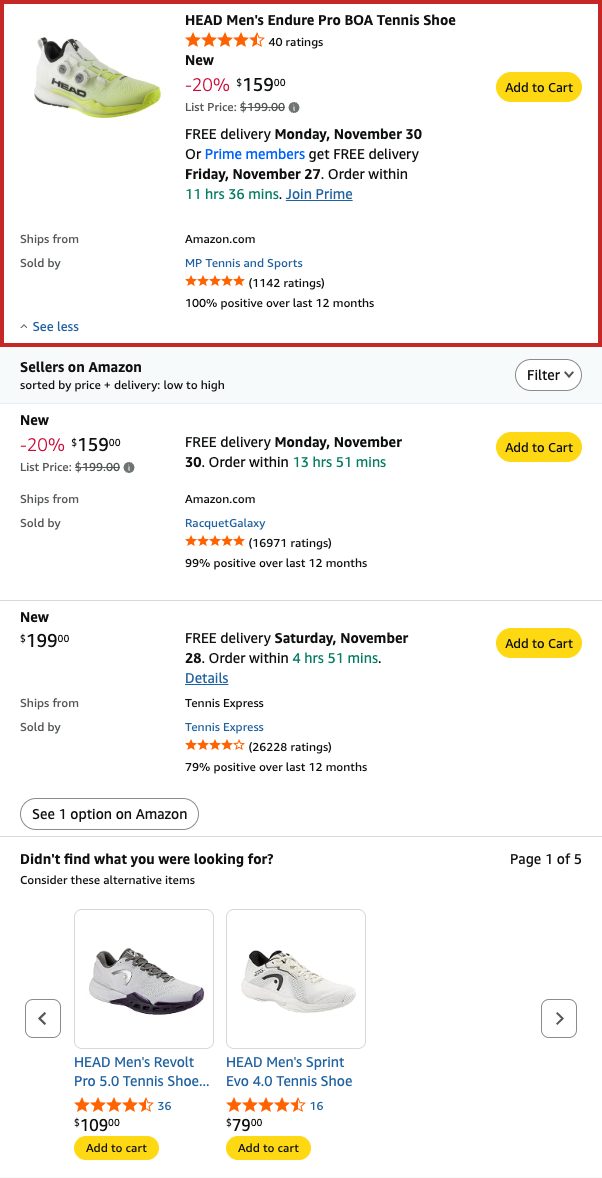 HEAD Men's Endure Pro BOA Tennis Shoe
40 ratings
New
-20% $15900
List Price: $199.00
Add to Cart
FREE delivery Monday, November 30
Or Prime members get FREE delivery
Friday, November 27. Order within
11 hrs 36 mins. Join Prime
HEAD
Ships from Amazon.com
Sold by MP Tennis and Sports
(1142 ratings)
100% positive over last 12 months
See less
Sellers on Amazon
sorted by price + delivery: low to high
Filter
New
-20% $15900
List Price: $199.00
FREE delivery Monday, November
30. Order within 13 hrs 51 mins
Add to Cart
Ships from Amazon.com
Sold by RacquetGalaxy
(16971 ratings)
99% positive over last 12 months
New
$19900
FREE delivery Saturday, November
28. Order within 4 hrs 51 mins.
Details
Add to Cart
Ships from Tennis Express
Sold by Tennis Express
(26228 ratings)
79% positive over last 12 months
See 1 option on Amazon
Didn't find what you were looking for? Page 1 of 5
Consider these alternative items
HEAD Men's Revolt
Pro 5.0 Tennis Shoe...
36
$10900
Add to cart
HEAD Men's Sprint
Evo 4.0 Tennis Shoe
16
$7900
Add to cart